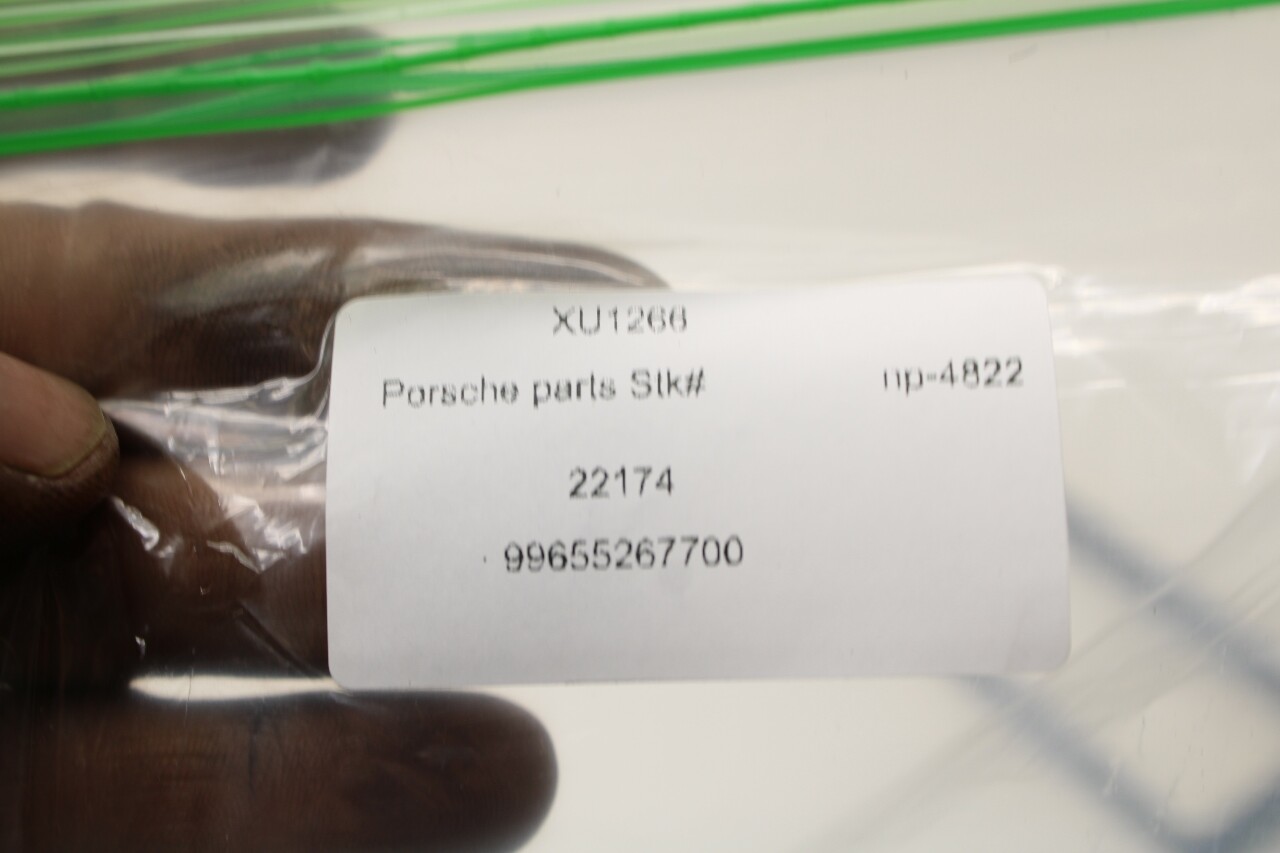 XU1266
Porsche parts Stk# np-4822
22174
99655267700